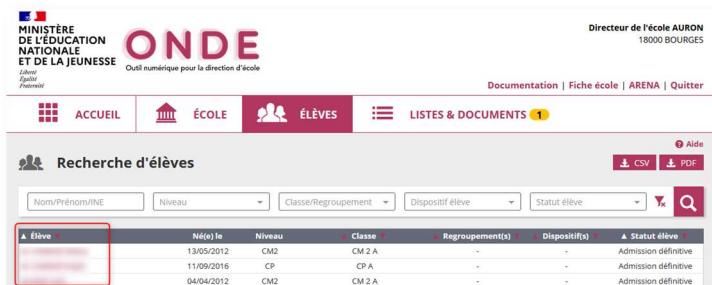 MINISTÈRE
DE L'ÉDUCATION
NATIONALE
ET DE LA JEUNESSE
Liberté
Égalité
Fraternité
ONDE
Outil numérique pour la direction d'école
Directeur de l'école AURON
18000 BOURGES
Documentation | Fiche école | ARENA | Quitter
ACCUEIL ÉCOLE ÉLÈVES LISTES & DOCUMENTS 1
Aide
Recherche d'élèves CSV PDF
Nom/Prénom/INE Niveau Classe/Regroupement Dispositif élève Statut élève
Élève Né(e) le Niveau Classe Regroupement(s) Dispositif(s) Statut élève
13/05/2012 CM2 CM 2 A - - Admission définitive
11/09/2016 CP CP A - - Admission définitive
04/04/2012 CM2 CM 2 A - - Admission définitive